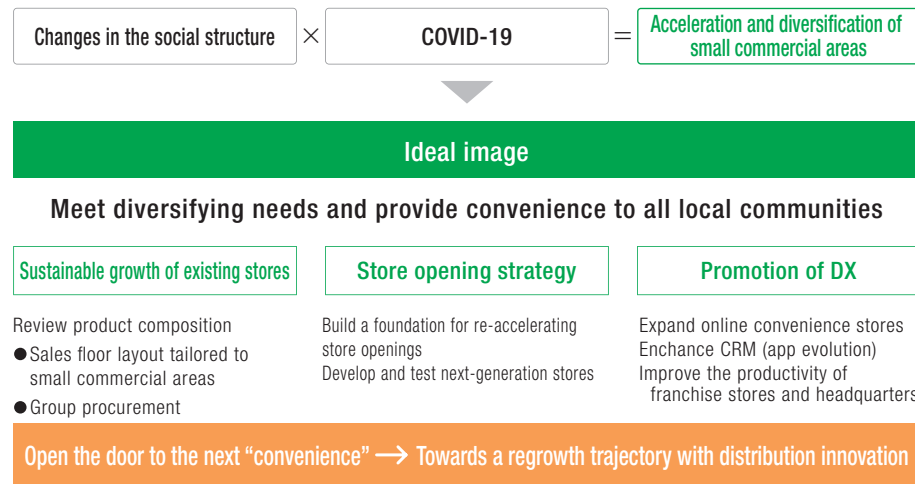 Changes in the social structure × COVID-19 = Acceleration and diversification of
small commercial areas
Ideal image
Meet diversifying needs and provide convenience to all local communities
Sustainable growth of existing stores
Review product composition
● Sales floor layout tailored to
small commercial areas
● Group procurement
Store opening strategy
Build a foundation for re-accelerating
store openings
Develop and test next-generation stores
Promotion of DX
Expand online convenience stores
Enchance CRM (app evolution)
Improve the productivity of
franchise stores and headquarters
Open the door to the next “convenience” → Towards a regrowth trajectory with distribution innovation